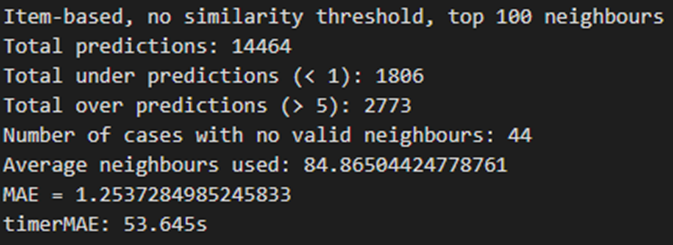 Item-based, no similarity threshold, top 100 neighbours
Total predictions: 14464
Total under predictions (< 1): 1806
Total over predictions (> 5): 2773
Number of cases with no valid neighbours: 44
Average neighbours used: 84.86504424778761
MAE = 1.2537284985245833
timerMAE: 53.645s